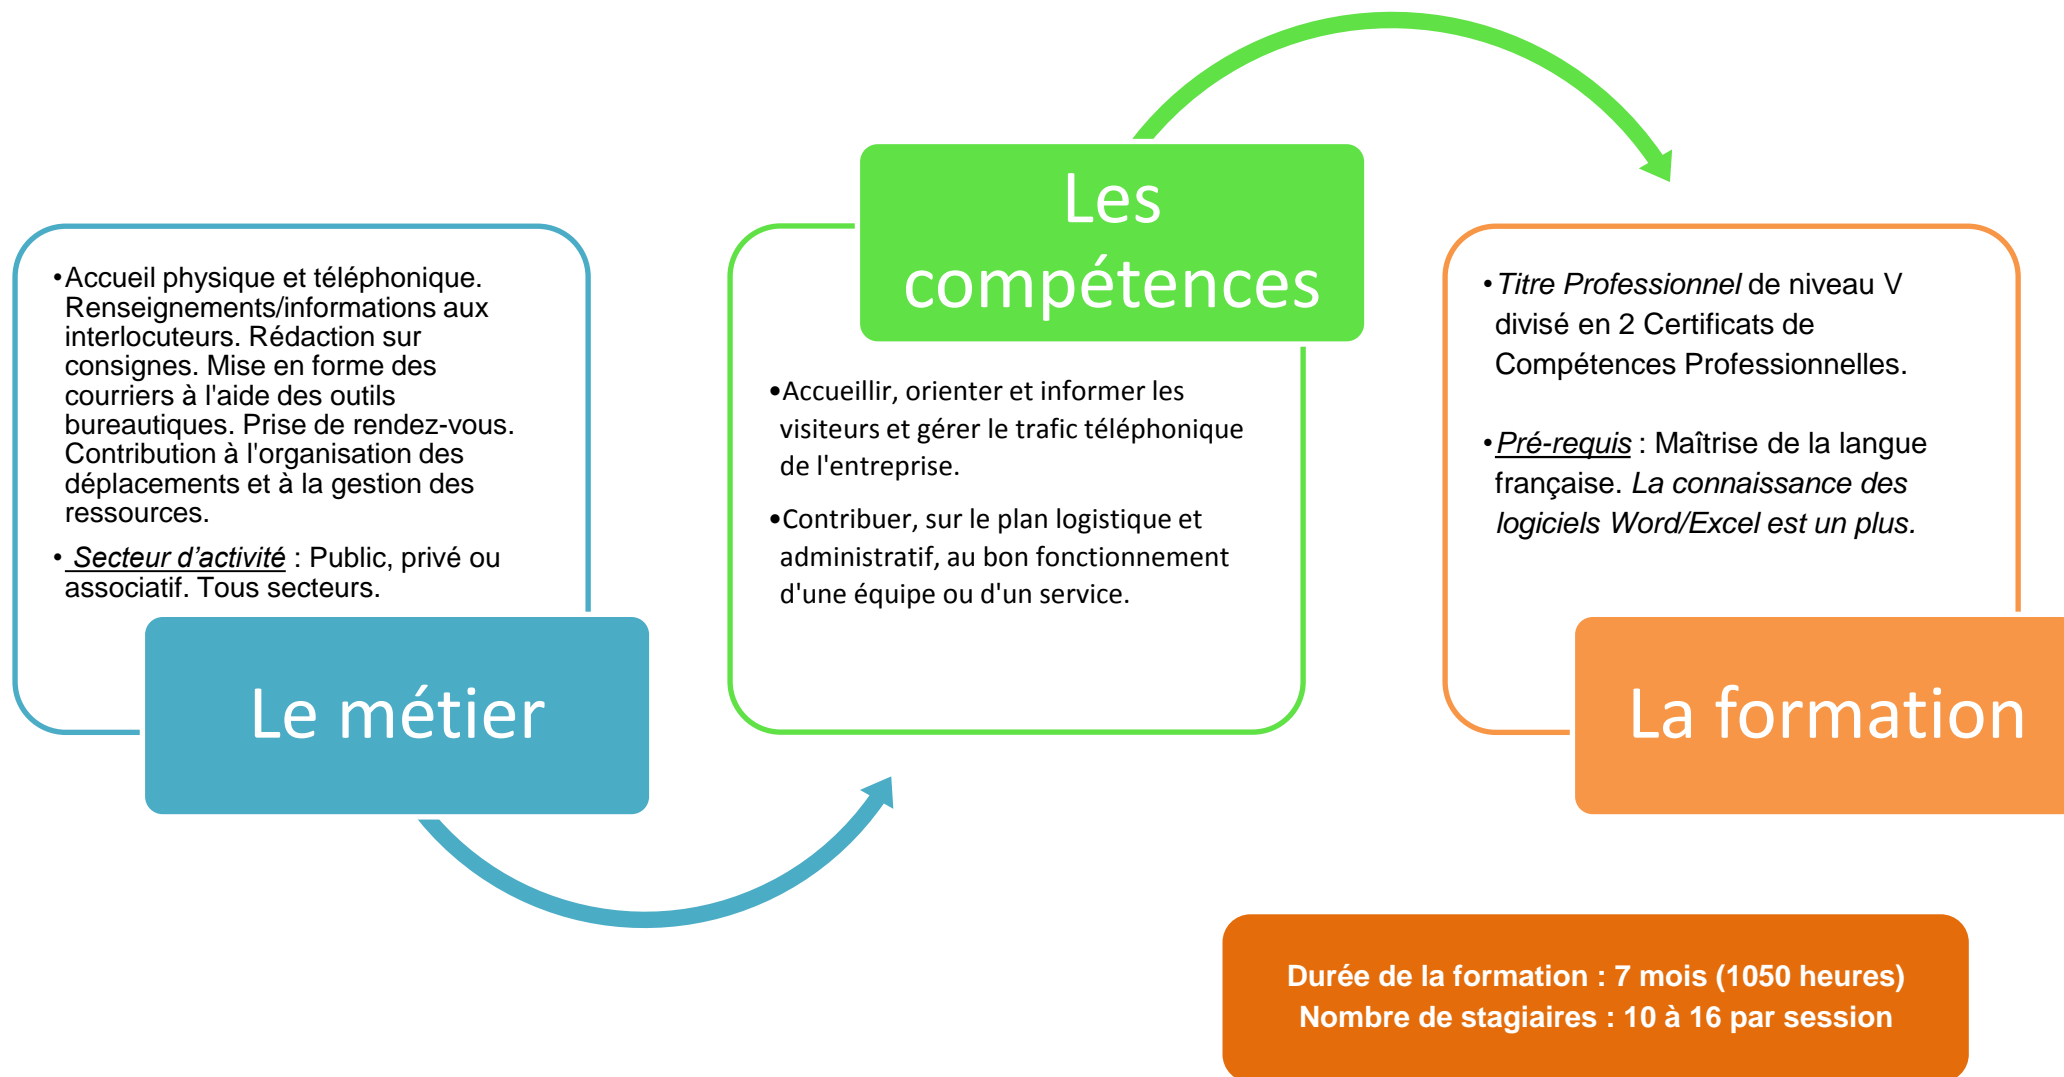 •Accueil physique et téléphonique.
Renseignements/informations aux
interlocuteurs. Rédaction sur
consignes. Mise en forme des
courriers à l'aide des outils
bureautiques. Prise de rendez-vous.
Contribution à l'organisation des
déplacements et à la gestion des
ressources.
• Secteur d’activité : Public, privé ou
associatif. Tous secteurs.
Le métier
Les
compétences
•Accueillir, orienter et informer les
visiteurs et gérer le trafic téléphonique
de l'entreprise.
•Contribuer, sur le plan logistique et
administratif, au bon fonctionnement
d'une équipe ou d'un service.
•Titre Professionnel de niveau V
divisé en 2 Certificats de
Compétences Professionnelles.
•Pré-requis : Maîtrise de la langue
française. La connaissance des
logiciels Word/Excel est un plus.
La formation
Durée de la formation : 7 mois (1050 heures)
Nombre de stagiaires : 10 à 16 par session